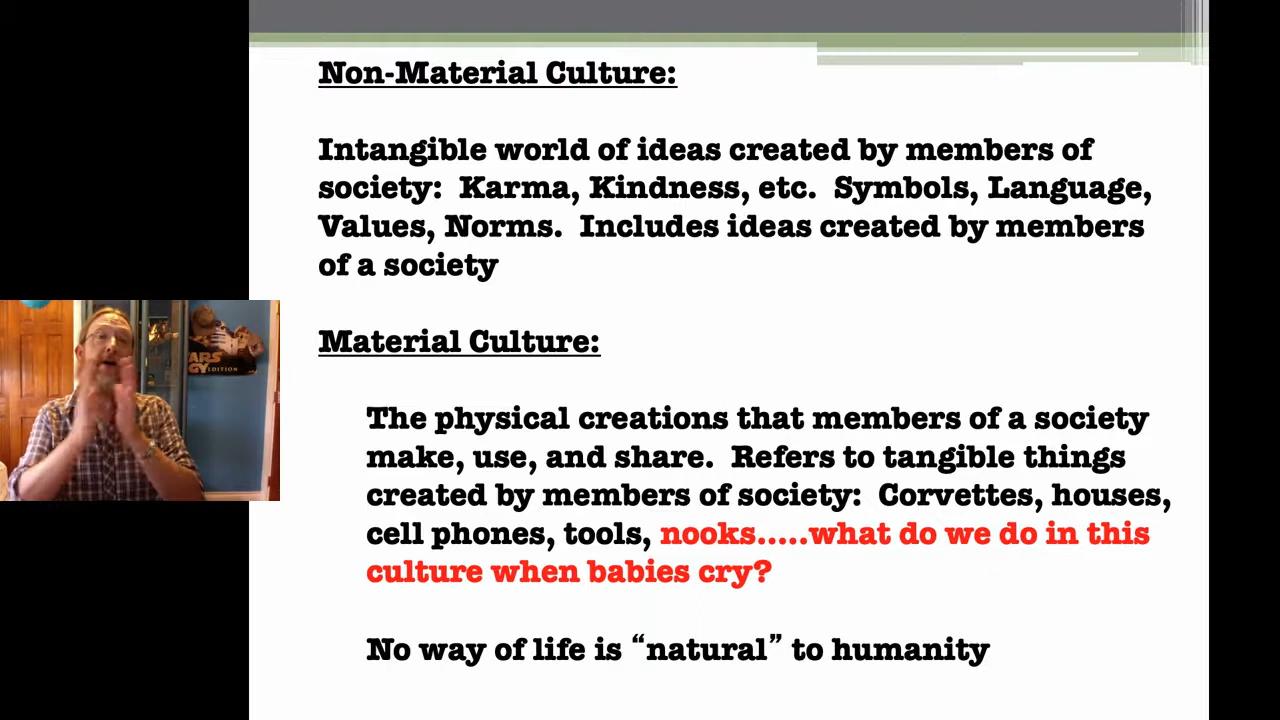 Non-Material Culture:
Intangible world of ideas created by members of
society:  Karma, Kindness, etc.  Symbols, Language,
Values, Norms.  Includes ideas created by members
of a society
Material Culture:
The physical creations that members of a society
make, use, and share.  Refers to tangible things
created by members of society:  Corvettes, houses,
cell phones, tools, nooks.....what do we do in this
culture when babies cry?
No way of life is “natural” to humanity
EDITION